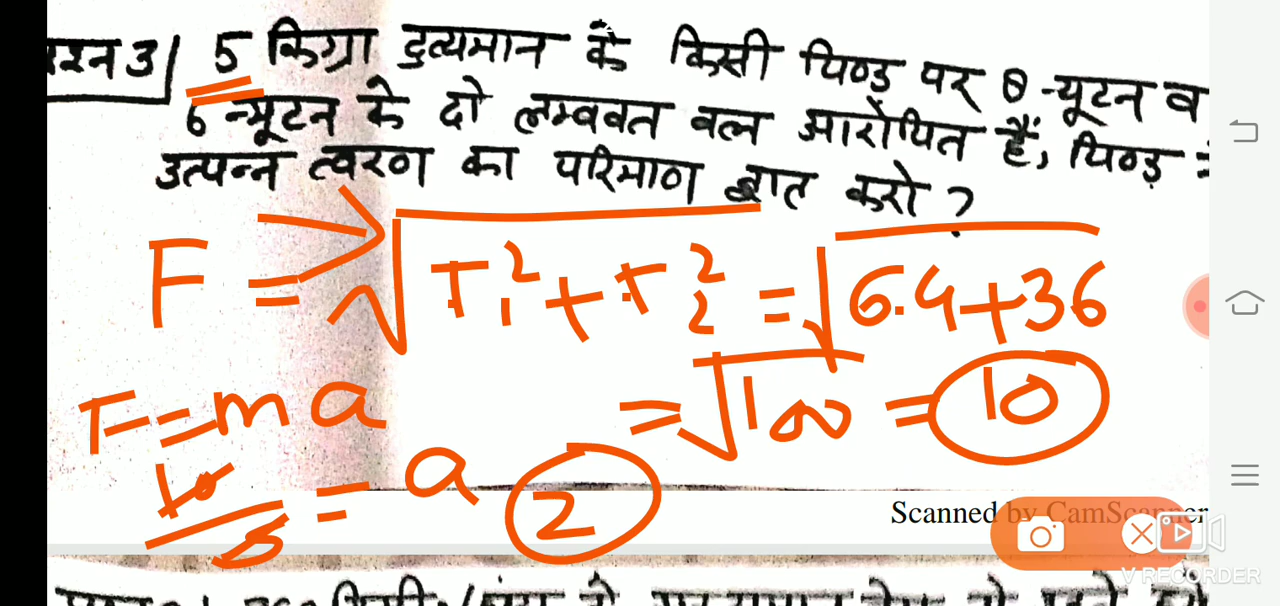 प्रश्न 3 5 किग्रा द्रव्यमान के किसी पिण्ड पर 8 न्यूटन व
6 न्यूटन के दो लम्बवत बल आरोपित हैं, पिण्ड
उत्पन्न त्वरण का परिमाण ज्ञात करो ?
F = √F₁² + F₂² = √64+36
F = ma = √100 = 10
10/5 = a 2
Scanned by CamScanner
V RECORDER